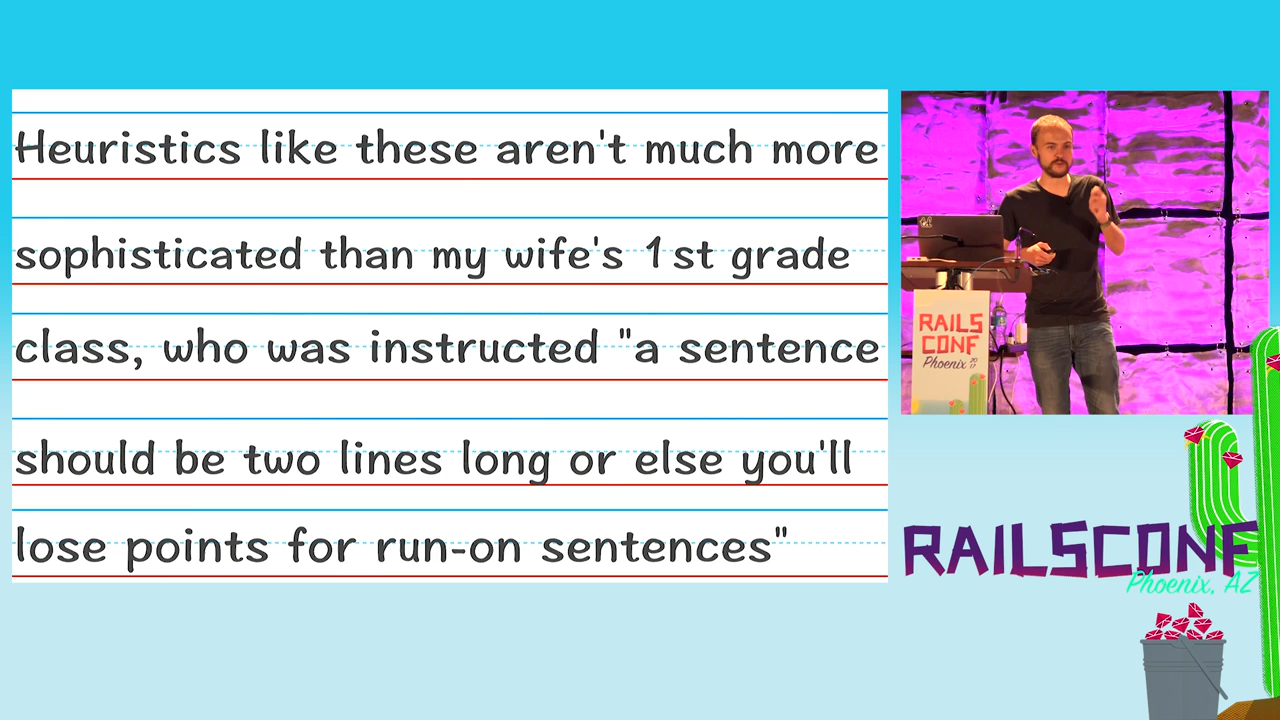 Heuristics like these aren't much more
sophisticated than my wife's 1st grade
class, who was instructed "a sentence
should be two lines long or else you'll
lose points for run-on sentences"
RAILS
CONF
Phoenix 2017
RAILSCONF
Phoenix, AZ